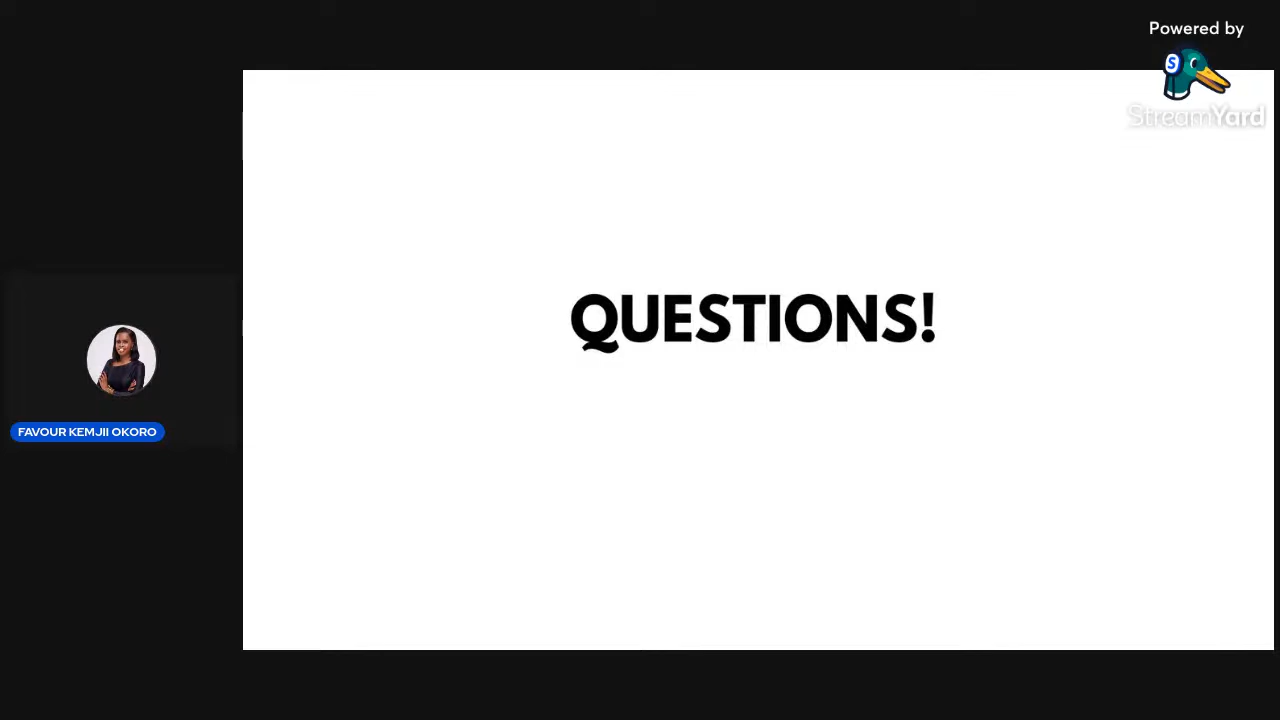 Powered by
S
StreamYard
QUESTIONS!
FAVOUR KEMJII OKORO